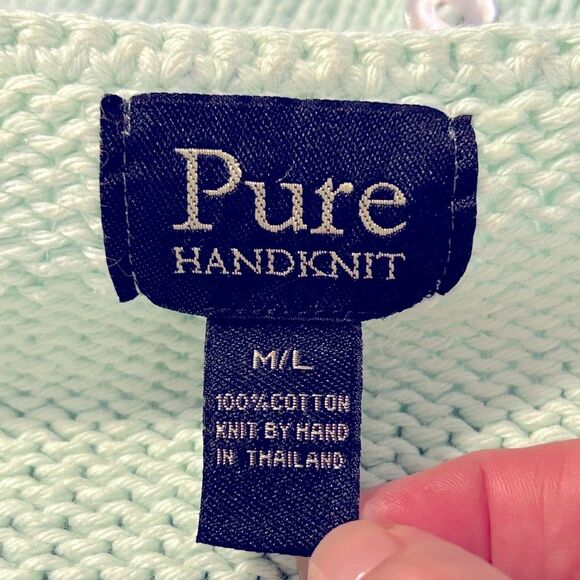 Pure
HANDKNIT
M/L
100% COTTON
KNIT BY HAND
IN THAILAND